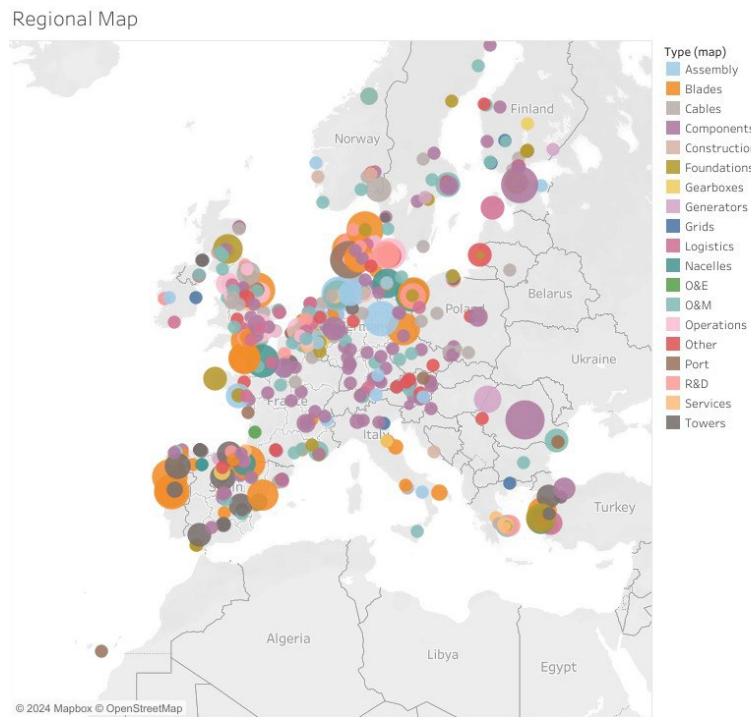 Regional Map
Type (map)
Assembly
Blades
Cables
Components
Construction
Foundations
Gearboxes
Generators
Grids
Logistics
Nacelles
O&E
O&M
Operations
Other
Port
R&D
Services
Towers
Finland
Norway
Belarus
Poland
Ukraine
France
Italy
Spain
Turkey
Algeria
Libya
Egypt
© 2024 Mapbox © OpenStreetMap